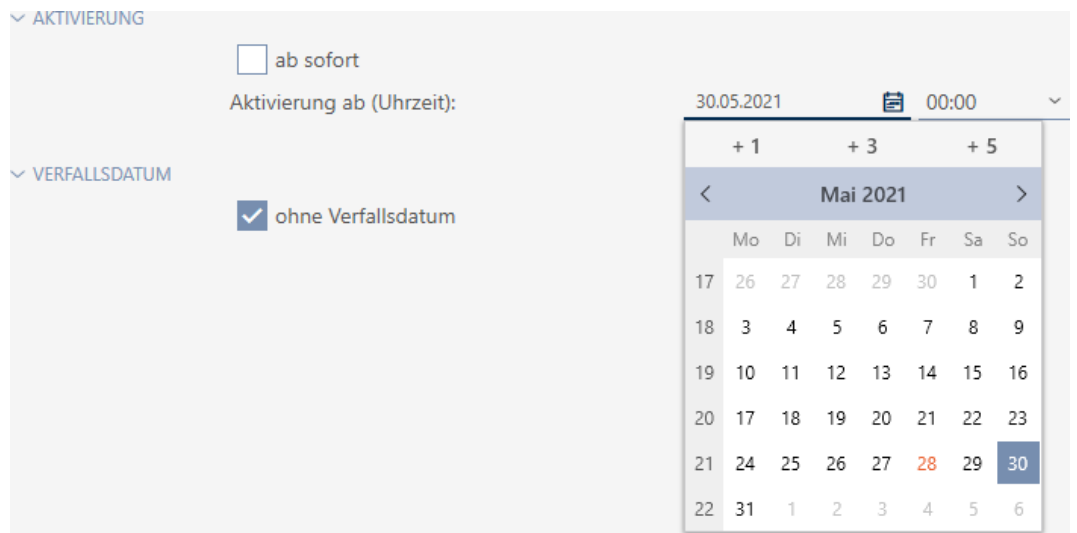 AKTIVIERUNG
ab sofort
Aktivierung ab (Uhrzeit): 30.05.2021 00:00
+ 1 + 3 + 5
VERFALLSDATUM
Mai 2021
ohne Verfallsdatum
Mo Di Mi Do Fr Sa So
17 26 27 28 29 30 1 2
18 3 4 5 6 7 8 9
19 10 11 12 13 14 15 16
20 17 18 19 20 21 22 23
21 24 25 26 27 28 29 30
22 31 1 2 3 4 5 6